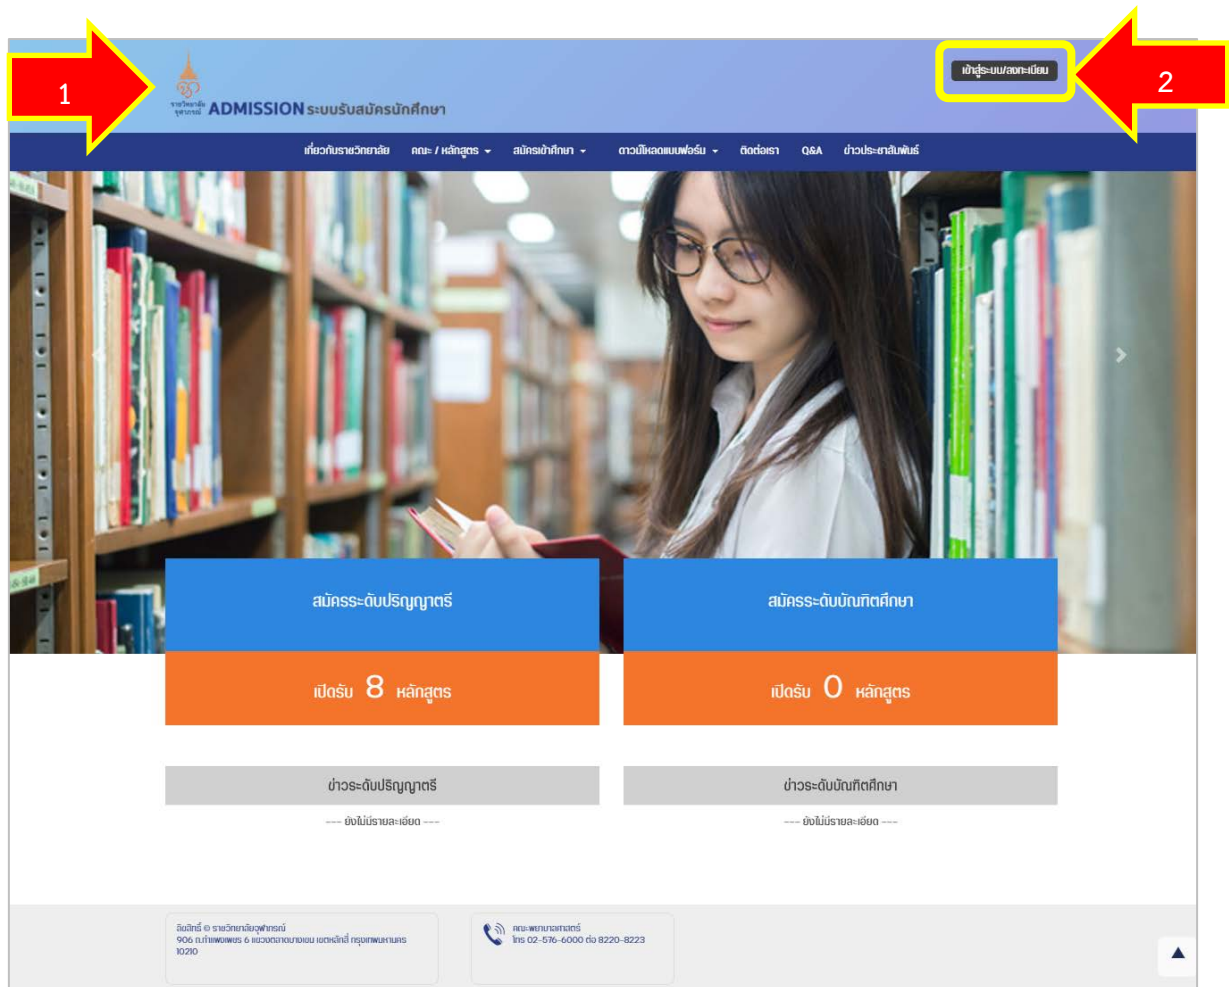 1
เข้าสู่ระบบ/ลงทะเบียน
2
ราชวิทยาลัย
จุฬาภรณ์
ADMISSION ระบบรับสมัครนักศึกษา
เกี่ยวกับราชวิทยาลัย คณะ / หลักสูตร สมัครเข้าศึกษา ดาวน์โหลดแบบฟอร์ม ติดต่อเรา Q&A ข่าวประชาสัมพันธ์
สมัครระดับปริญญาตรี
สมัครระดับบัณฑิตศึกษา
เปิดรับ 8 หลักสูตร
เปิดรับ 0 หลักสูตร
ข่าวระดับปริญญาตรี
ข่าวระดับบัณฑิตศึกษา
--- ยังไม่มีรายละเอียด ---
--- ยังไม่มีรายละเอียด ---
ลิขสิทธิ์ © ราชวิทยาลัยจุฬาภรณ์
906 ถ.กำแพงเพชร 6 แขวงตลาดบางเขน เขตหลักสี่ กรุงเทพมหานคร
10210
คณะพยาบาลศาสตร์
โทร 02-576-6000 ต่อ 8220-8223